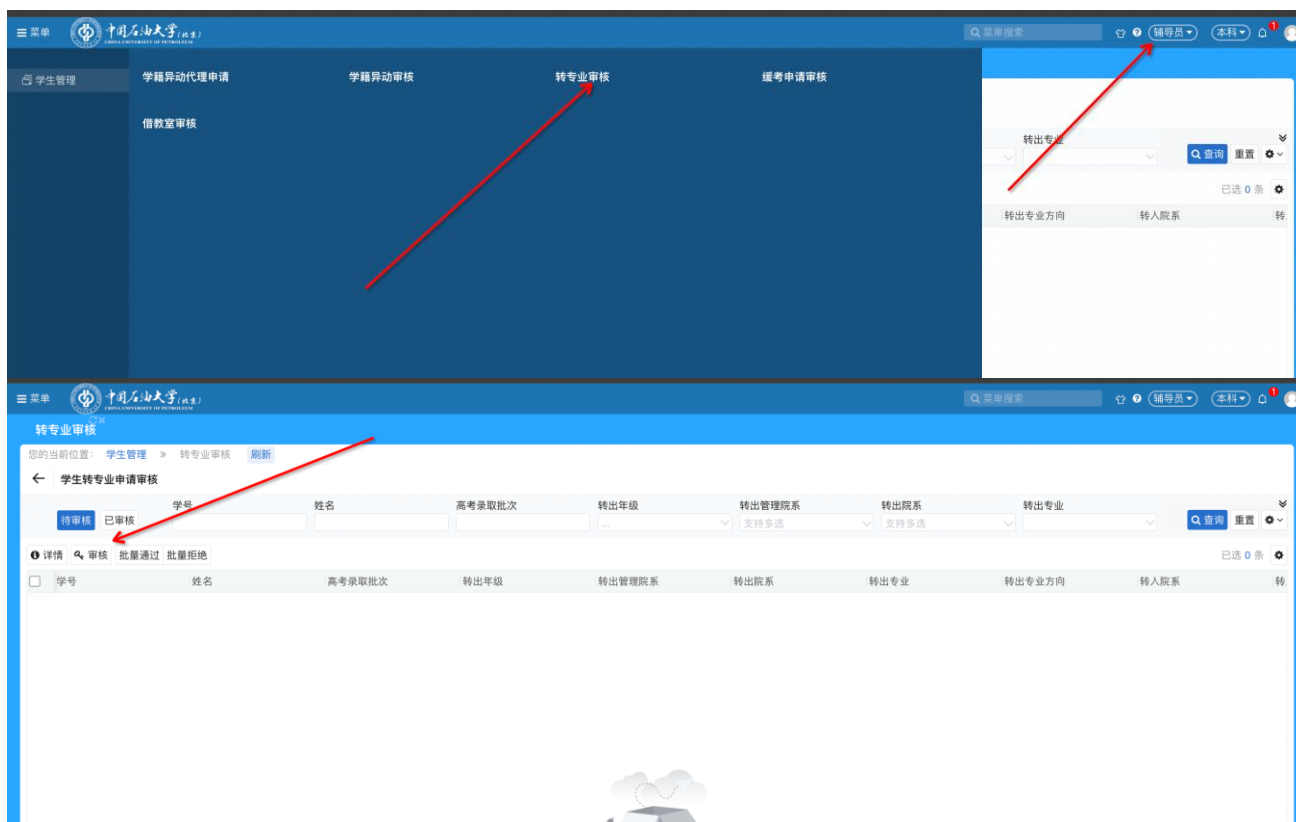 菜单 中国石油大学(北京) 菜单搜索 辅导员 本科 1
CHINA UNIVERSITY OF PETROLEUM
学生管理 学籍异动代理申请 学籍异动审核 转专业审核 缓考申请审核
借教室审核
转出专业
查询 重置
已选 0 条
转出专业方向 转入院系 转
菜单 中国石油大学(北京) 菜单搜索 辅导员 本科
CHINA UNIVERSITY OF PETROLEUM
转专业审核
您的当前位置: 学生管理 » 转专业审核 刷新
← 学生转专业申请审核
学号 姓名 高考录取批次 转出年级 转出管理院系 转出院系 转出专业
待审核 已审核 ... 支持多选 支持多选 查询 重置
详情 审核 批量通过 批量拒绝 已选 0 条
学号 姓名 高考录取批次 转出年级 转出管理院系 转出院系 转出专业 转出专业方向 转入院系 转